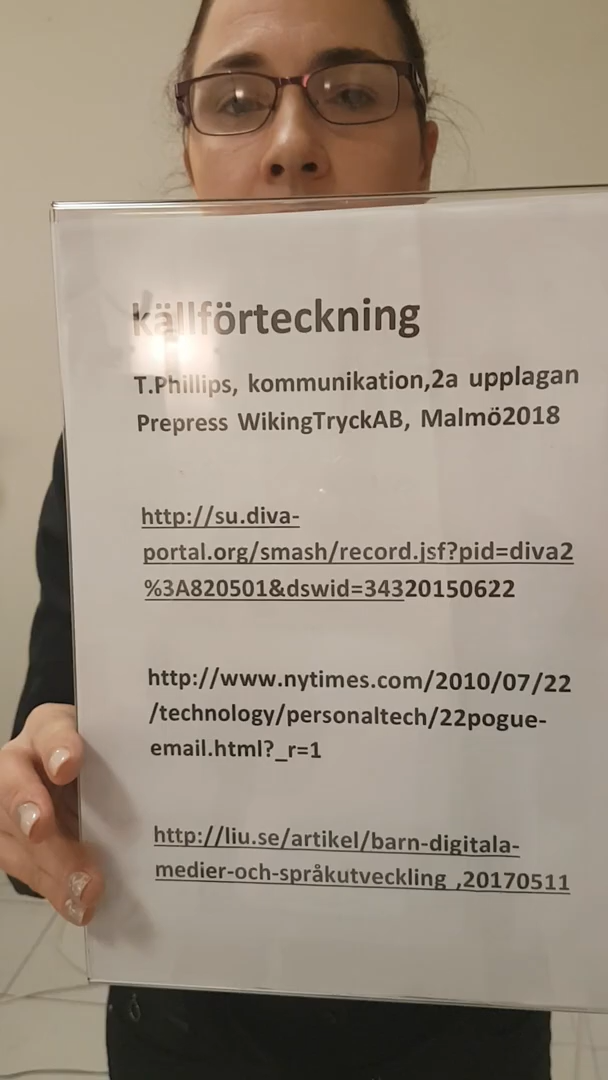 källförteckning
T.Phillips, kommunikation,2a upplagan
Prepress WikingTryckAB, Malmö2018
http://su.diva-
portal.org/smash/record.jsf?pid=diva2
%3A820501&dswid=34320150622
http://www.nytimes.com/2010/07/22
/technology/personaltech/22pogue-
email.html?_r=1
http://liu.se/artikel/barn-digitala-
medier-och-språkutveckling ,20170511